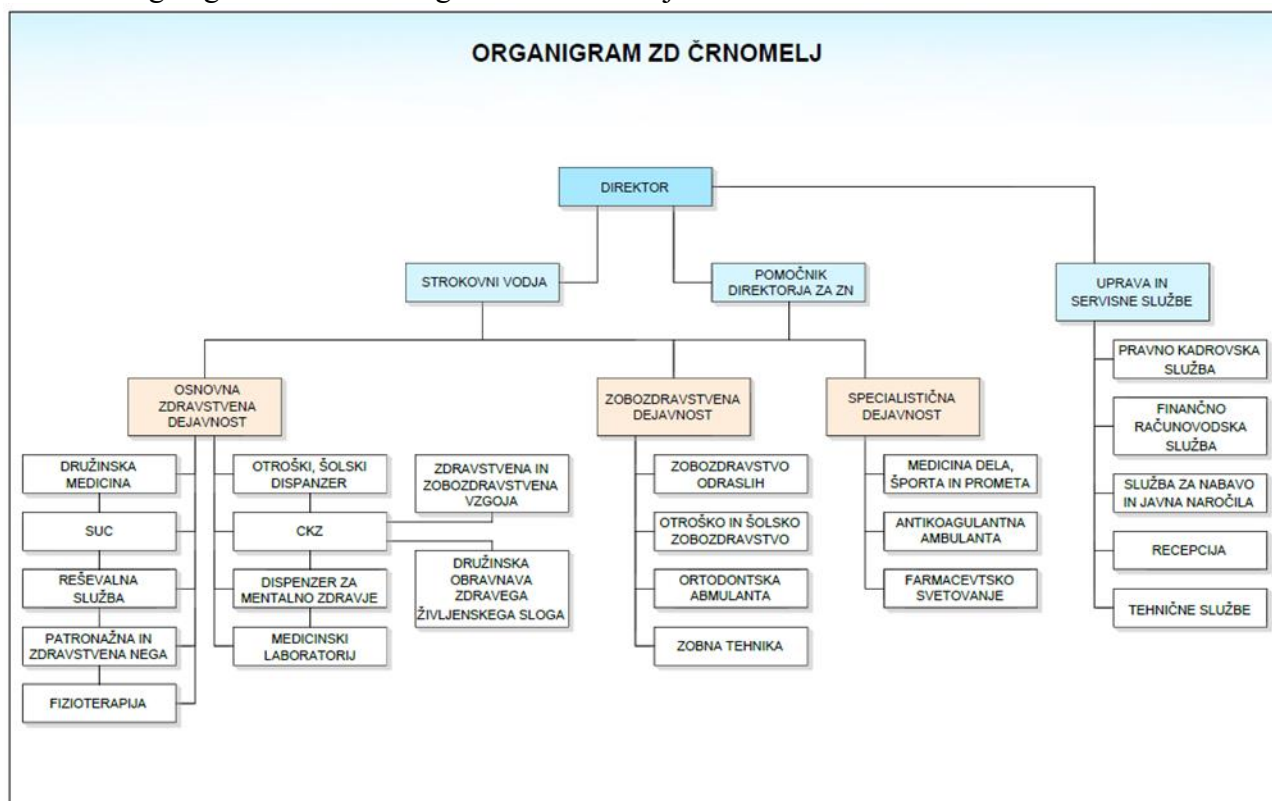 ORGANIGRAM ZD ČRNOMELJ
DIREKTOR
STROKOVNI VODJA
POMOČNIK
DIREKTORJA ZA ZN
UPRAVA IN
SERVISNE SLUŽBE
OSNOVNA
ZDRAVSTVENA
DEJAVNOST
ZOBOZDRAVSTVENA
DEJAVNOST
SPECIALISTIČNA
DEJAVNOST
DRUŽINSKA
MEDICINA
SUC
REŠEVALNA
SLUŽBA
PATRONAŽNA IN
ZDRAVSTVENA NEGA
FIZIOTERAPIJA
OTROŠKI, ŠOLSKI
DISPANZER
CKZ
DISPENZER ZA
MENTALNO ZDRAVJE
MEDICINSKI
LABORATORIJ
ZDRAVSTVENA IN
ZOBOZDRAVSTVENA
VZGOJA
DRUŽINSKA
OBRAVNAVA
ZDRAVEGA
ŽIVLJENSKEGA SLOGA
ZOBOZDRAVSTVO
ODRASLIH
OTROŠKO IN ŠOLSKO
ZOBOZDRAVSTVO
ORTODONTSKA
ABMULANTA
ZOBNA TEHNIKA
MEDICINA DELA,
ŠPORTA IN PROMETA
ANTIKOAGULANTNA
AMBULANTA
FARMACEVTSKO
SVETOVANJE
PRAVNO KADROVSKA
SLUŽBA
FINANČNO
RAČUNOVODSKA
SLUŽBA
SLUŽBA ZA NABAVO
IN JAVNA NAROČILA
RECEPCIJA
TEHNIČNE SLUŽBE